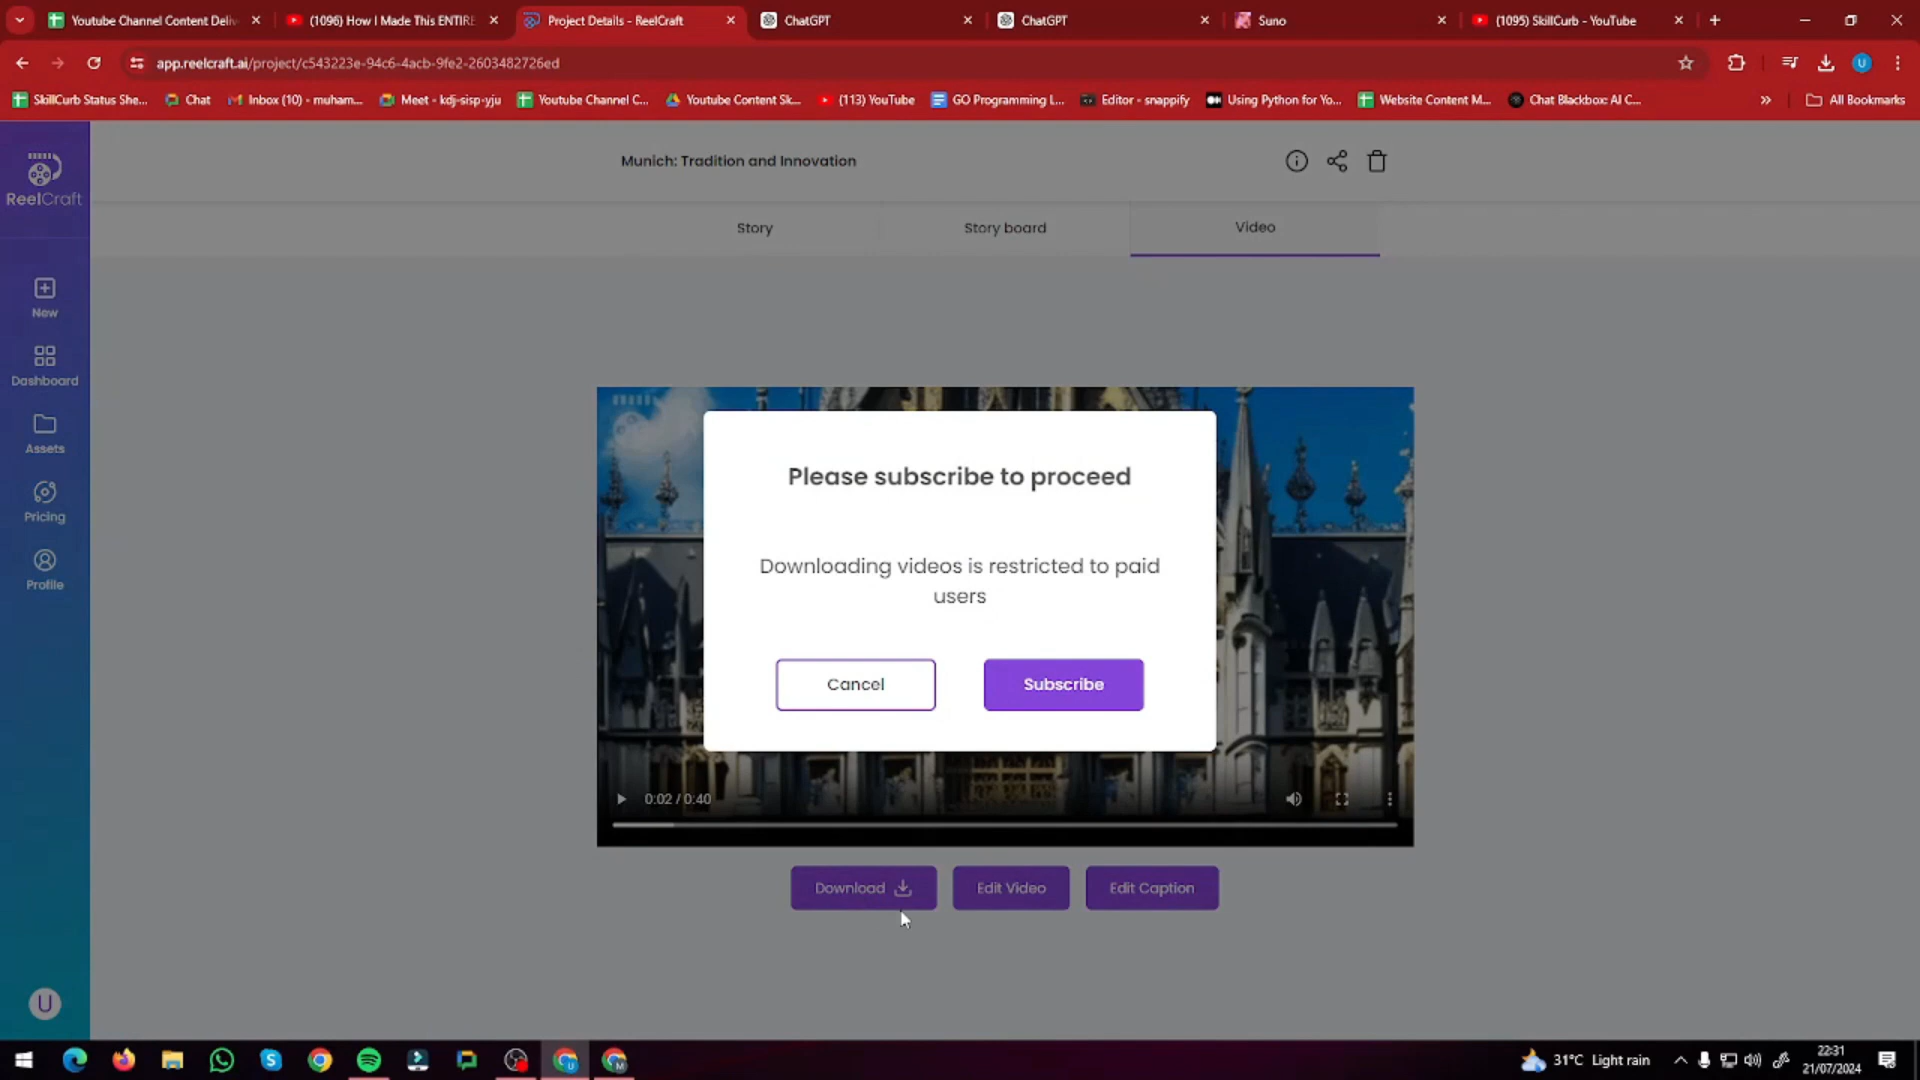 Youtube Channel Content Deliv
(1096) How I Made This ENTIRE
Project Details - ReelCraft
ChatGPT
ChatGPT
Suno
(1095) SkillCurb - YouTube
app.reelcraft.ai/project/c543223e-94c6-4acb-9fe2-2603482726ed
SkillCurb Status She...
Chat
Inbox (10) - muham...
Meet - kdj-sisp-yju
Youtube Channel C...
Youtube Content Sk...
(113) YouTube
GO Programming L...
Editor - snappify
Using Python for Yo...
Website Content M...
Chat Blackbox: AI C...
All Bookmarks
ReelCraft
Munich: Tradition and Innovation
Story
Story board
Video
New
Dashboard
Assets
Pricing
Profile
Please subscribe to proceed
Downloading videos is restricted to paid
users
Cancel
Subscribe
0:02 / 0:40
Download
Edit Video
Edit Caption
U
31°C Light rain
22:31
21/07/2024